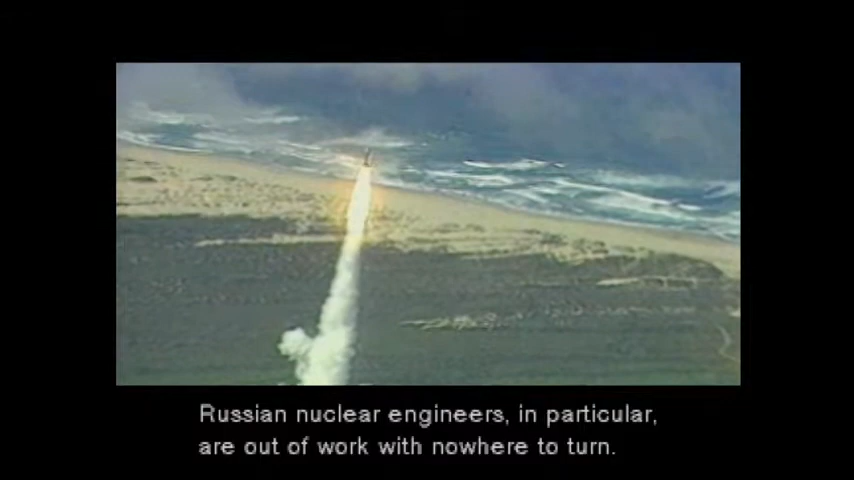 Russian nuclear engineers, in particular,
are out of work with nowhere to turn.